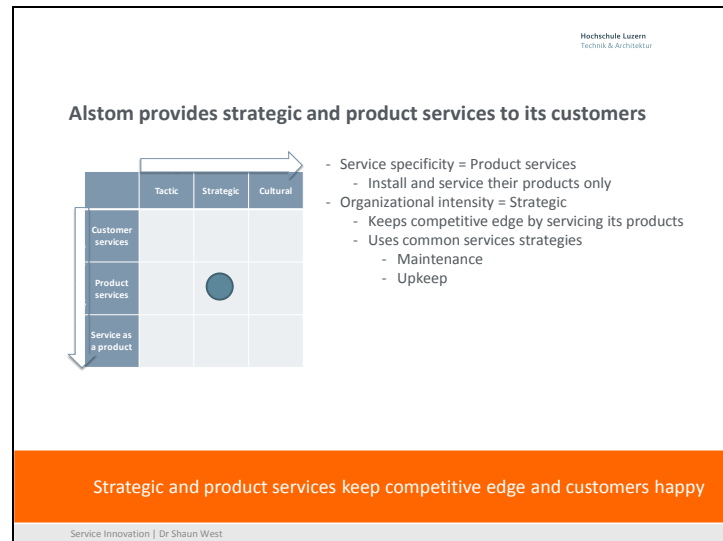 Hochschule Luzern
Technik & Architektur
Alstom provides strategic and product services to its customers
Tactic Strategic Cultural
Customer
services
Product
services
Service as
a product
- Service specificity = Product services
- Install and service their products only
- Organizational intensity = Strategic
- Keeps competitive edge by servicing its products
- Uses common services strategies
- Maintenance
- Upkeep
Strategic and product services keep competitive edge and customers happy
Service Innovation | Dr Shaun West